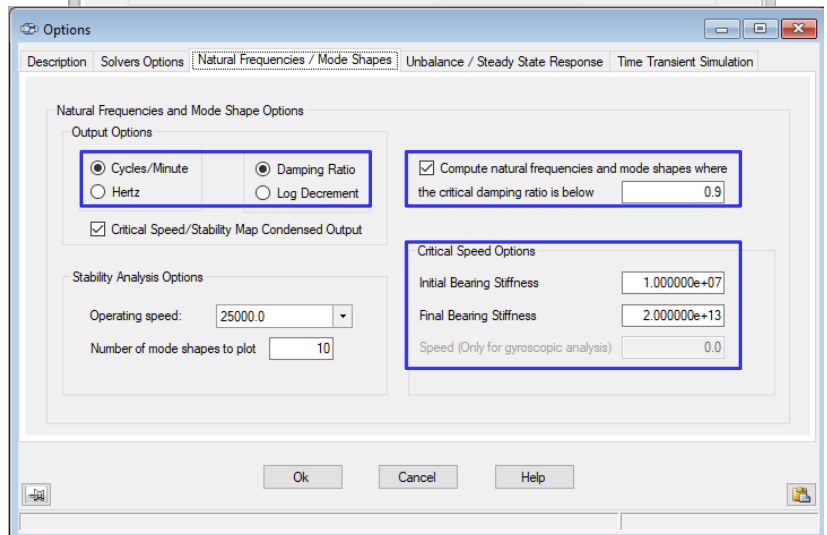 Options
Description Solvers Options Natural Frequencies / Mode Shapes Unbalance / Steady State Response Time Transient Simulation
Natural Frequencies and Mode Shape Options
Output Options
Cycles/Minute Damping Ratio
Hertz Log Decrement
Critical Speed/Stability Map Condensed Output
Compute natural frequencies and mode shapes where
the critical damping ratio is below 0.9
Stability Analysis Options
Operating speed: 25000.0
Number of mode shapes to plot 10
Critical Speed Options
Initial Bearing Stiffness 1.000000e+07
Final Bearing Stiffness 2.000000e+13
Speed (Only for gyroscopic analysis) 0.0
Ok Cancel Help